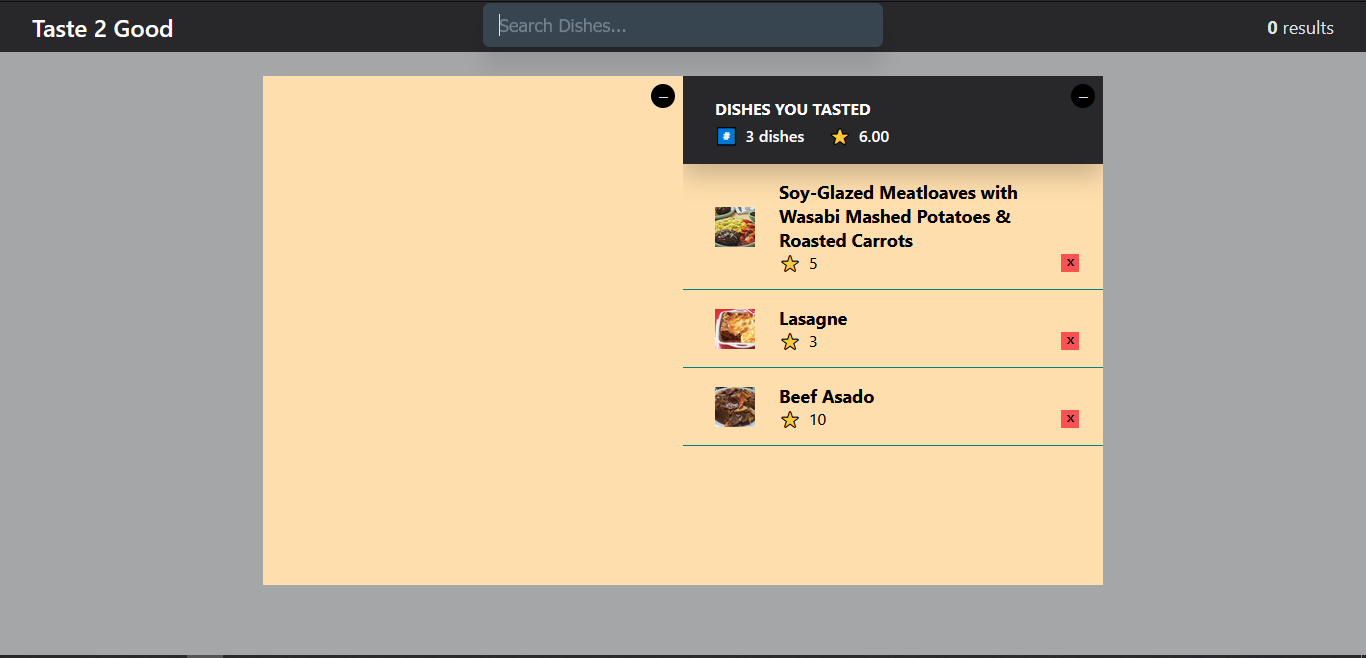 Taste 2 Good
Search Dishes...
0 results
–
–
DISHES YOU TASTED
# 3 dishes ⭐ 6.00
Soy-Glazed Meatloaves with
Wasabi Mashed Potatoes &
Roasted Carrots
⭐ 5
x
Lasagne
⭐ 3
x
Beef Asado
⭐ 10
x